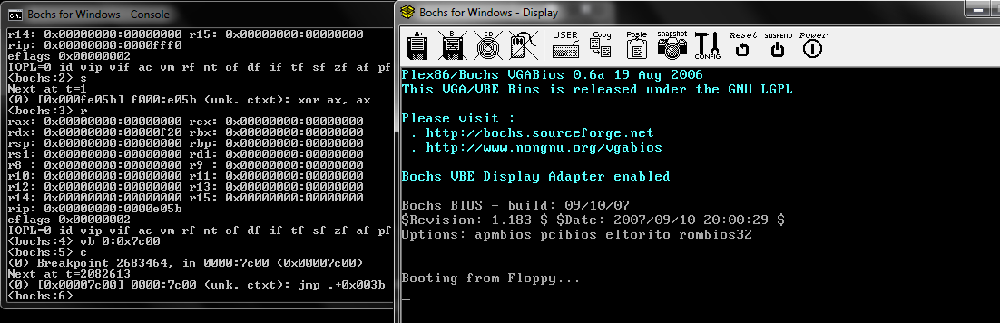 Bochs for Windows - Console
r14: 0x00000000:00000000 r15: 0x00000000:00000000
rip: 0x00000000:0000fff0
eflags 0x00000002
IOPL=0 id vip vif ac vm rf nt of df if tf sf zf af pf
<bochs:2> s
Next at t=1
(0) [0x000fe05b] f000:e05b (unk. ctxt): xor ax, ax
<bochs:3> r
rax: 0x00000000:00000000 rcx: 0x00000000:00000000
rdx: 0x00000000:00000f20 rbx: 0x00000000:00000000
rsp: 0x00000000:00000000 rbp: 0x00000000:00000000
rsi: 0x00000000:00000000 rdi: 0x00000000:00000000
r8 : 0x00000000:00000000 r9 : 0x00000000:00000000
r10: 0x00000000:00000000 r11: 0x00000000:00000000
r12: 0x00000000:00000000 r13: 0x00000000:00000000
r14: 0x00000000:00000000 r15: 0x00000000:00000000
rip: 0x00000000:0000e05b
eflags 0x00000002
IOPL=0 id vip vif ac vm rf nt of df if tf sf zf af pf
<bochs:4> vb 0:0x7c00
<bochs:5> c
(0) Breakpoint 2683464, in 0000:7c00 (0x00007c00)
Next at t=2082613
(0) [0x00007c00] 0000:7c00 (unk. ctxt): jmp .+0x003b
<bochs:6>
Bochs for Windows - Display
A: B: CD USER Copy Paste snapshot CONFIG Reset SUSPEND Power
Plex86/Bochs VGABios 0.6a 19 Aug 2006
This VGA/VBE Bios is released under the GNU LGPL
Please visit :
. http://bochs.sourceforge.net
. http://www.nongnu.org/vgabios
Bochs VBE Display Adapter enabled
Bochs BIOS - build: 09/10/07
$Revision: 1.183 $ $Date: 2007/09/10 20:00:29 $
Options: apmbios pcibios eltorito rombios32
Booting from Floppy...